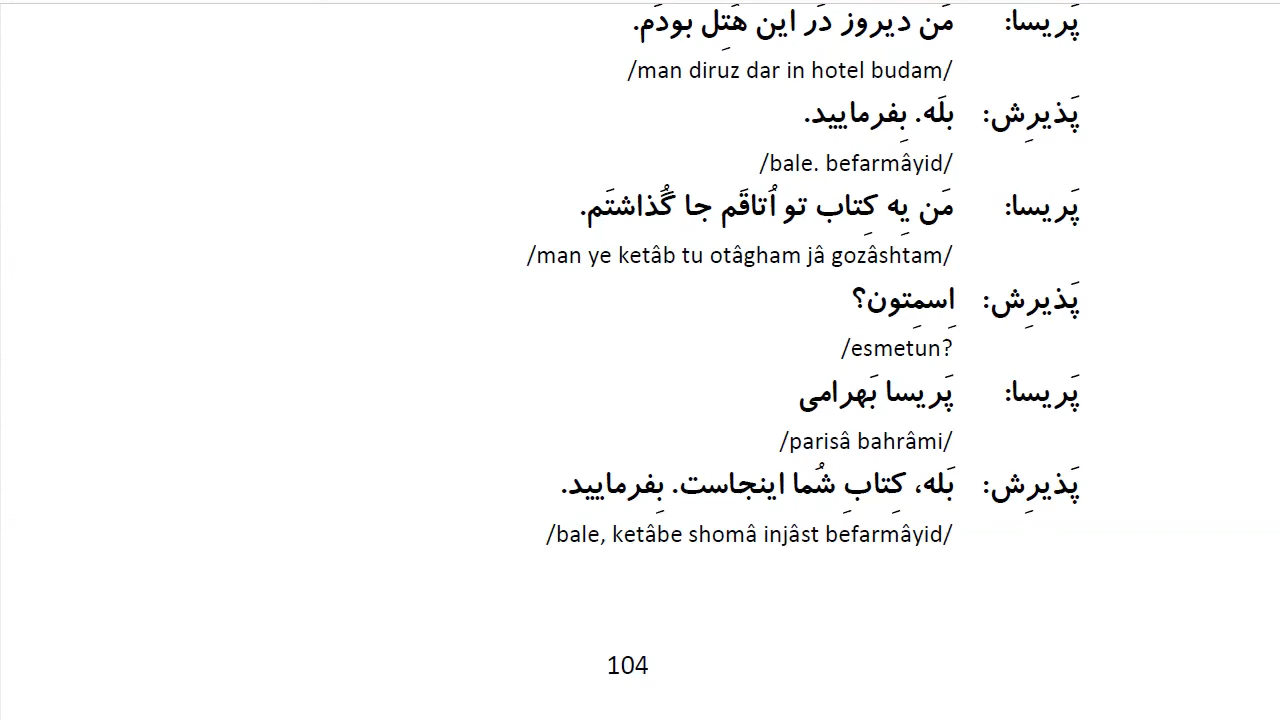 پَریسا: مَن دیروز دَر این هُتِل بودَم.
/man diruz dar in hotel budam/
پَذیرِش: بلَه. بِفرمایید.
/bale. befarmâyid/
پَریسا: مَن یِه کِتاب تو اُتاقَم جا گُذاشتَم.
/man ye ketâb tu otâgham jâ gozâshtam/
پَذیرِش: اِسمِتون؟
/esmetun?
پَریسا: پَریسا بَهرامی
/parisâ bahrâmi/
پَذیرِش: بَله، کِتابِ شُما اینجاست. بِفرمایید.
/bale, ketâbe shomâ injâst befarmâyid/
104